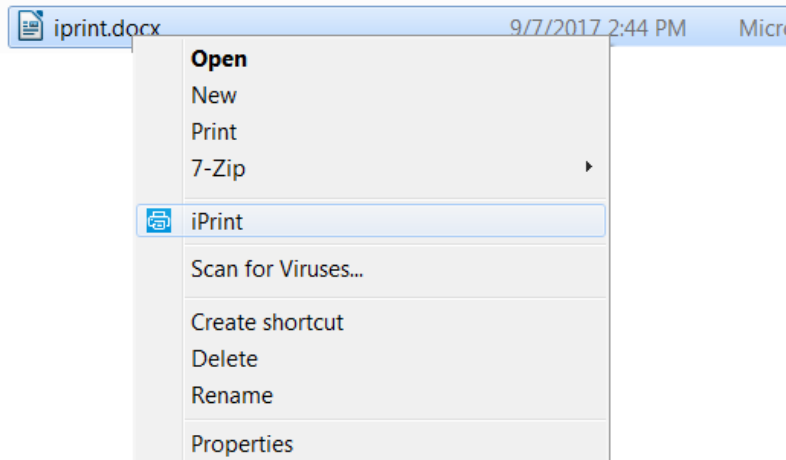 iprint.docx 9/7/2017 2:44 PM
Open
New
Print
7-Zip
iPrint
Scan for Viruses...
Create shortcut
Delete
Rename
Properties